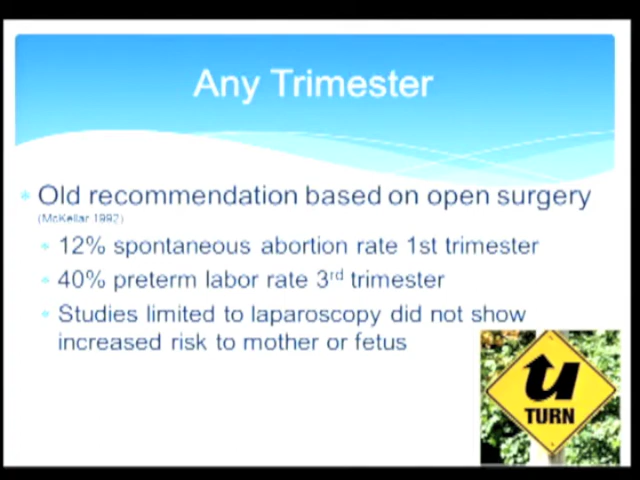 Any Trimester
Old recommendation based on open surgery
(McKellar 1992)
12% spontaneous abortion rate 1st trimester
40% preterm labor rate 3rd trimester
Studies limited to laparoscopy did not show
increased risk to mother or fetus
u
TURN